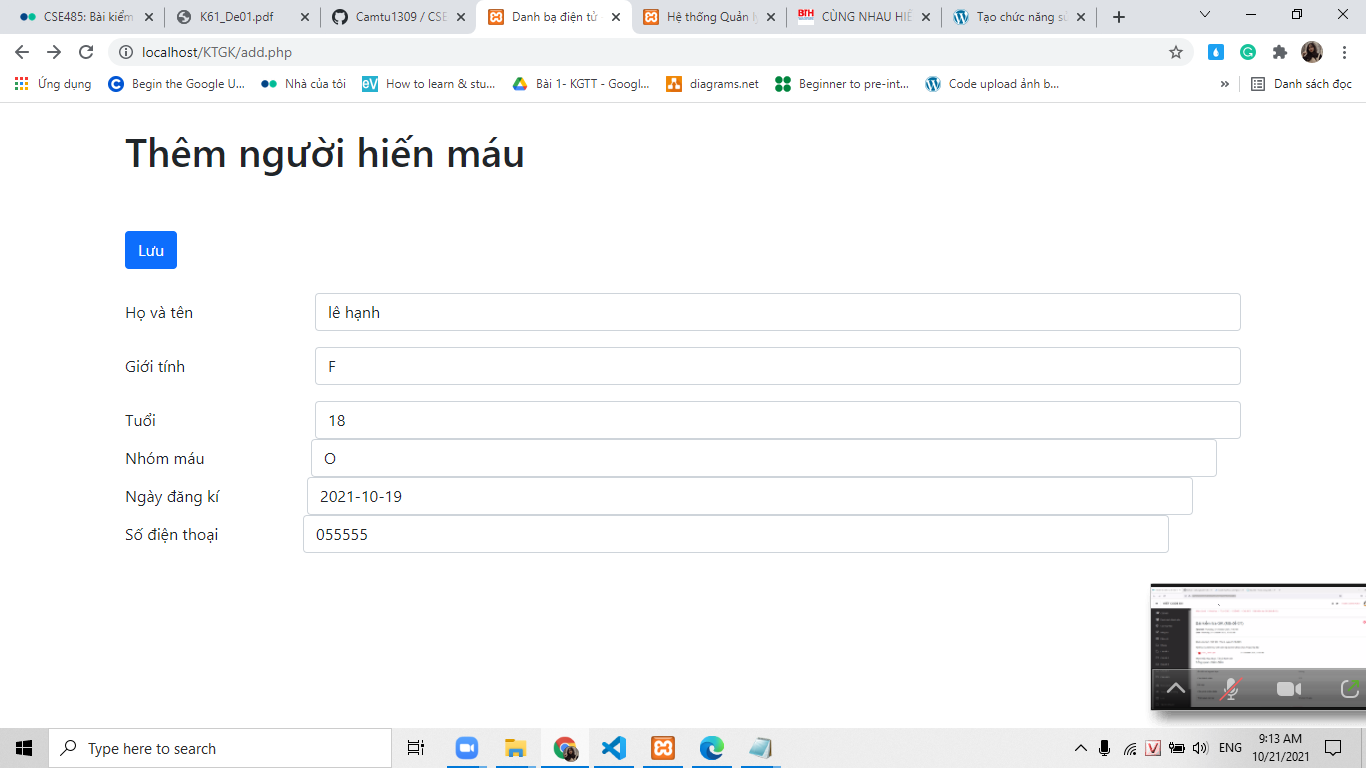 CSE485: Bài kiểm
K61_De01.pdf
Camtu1309 / CSE
Danh bạ điện tử
Hệ thống Quản l
BTH
CÙNG NHAU HIẾ
Tạo chức năng sử
localhost/KTGK/add.php
Ứng dụng
Begin the Google U...
Nhà của tôi
eV
How to learn & stu...
Bài 1- KGTT - Googl...
diagrams.net
Beginner to pre-int...
Code upload ảnh b...
»
Danh sách đọc
Thêm người hiến máu
Lưu
Họ và tên
lê hạnh
Giới tính
F
Tuổi
18
Nhóm máu
O
Ngày đăng kí
2021-10-19
Số điện thoại
055555
Type here to search
ENG
9:13 AM
10/21/2021